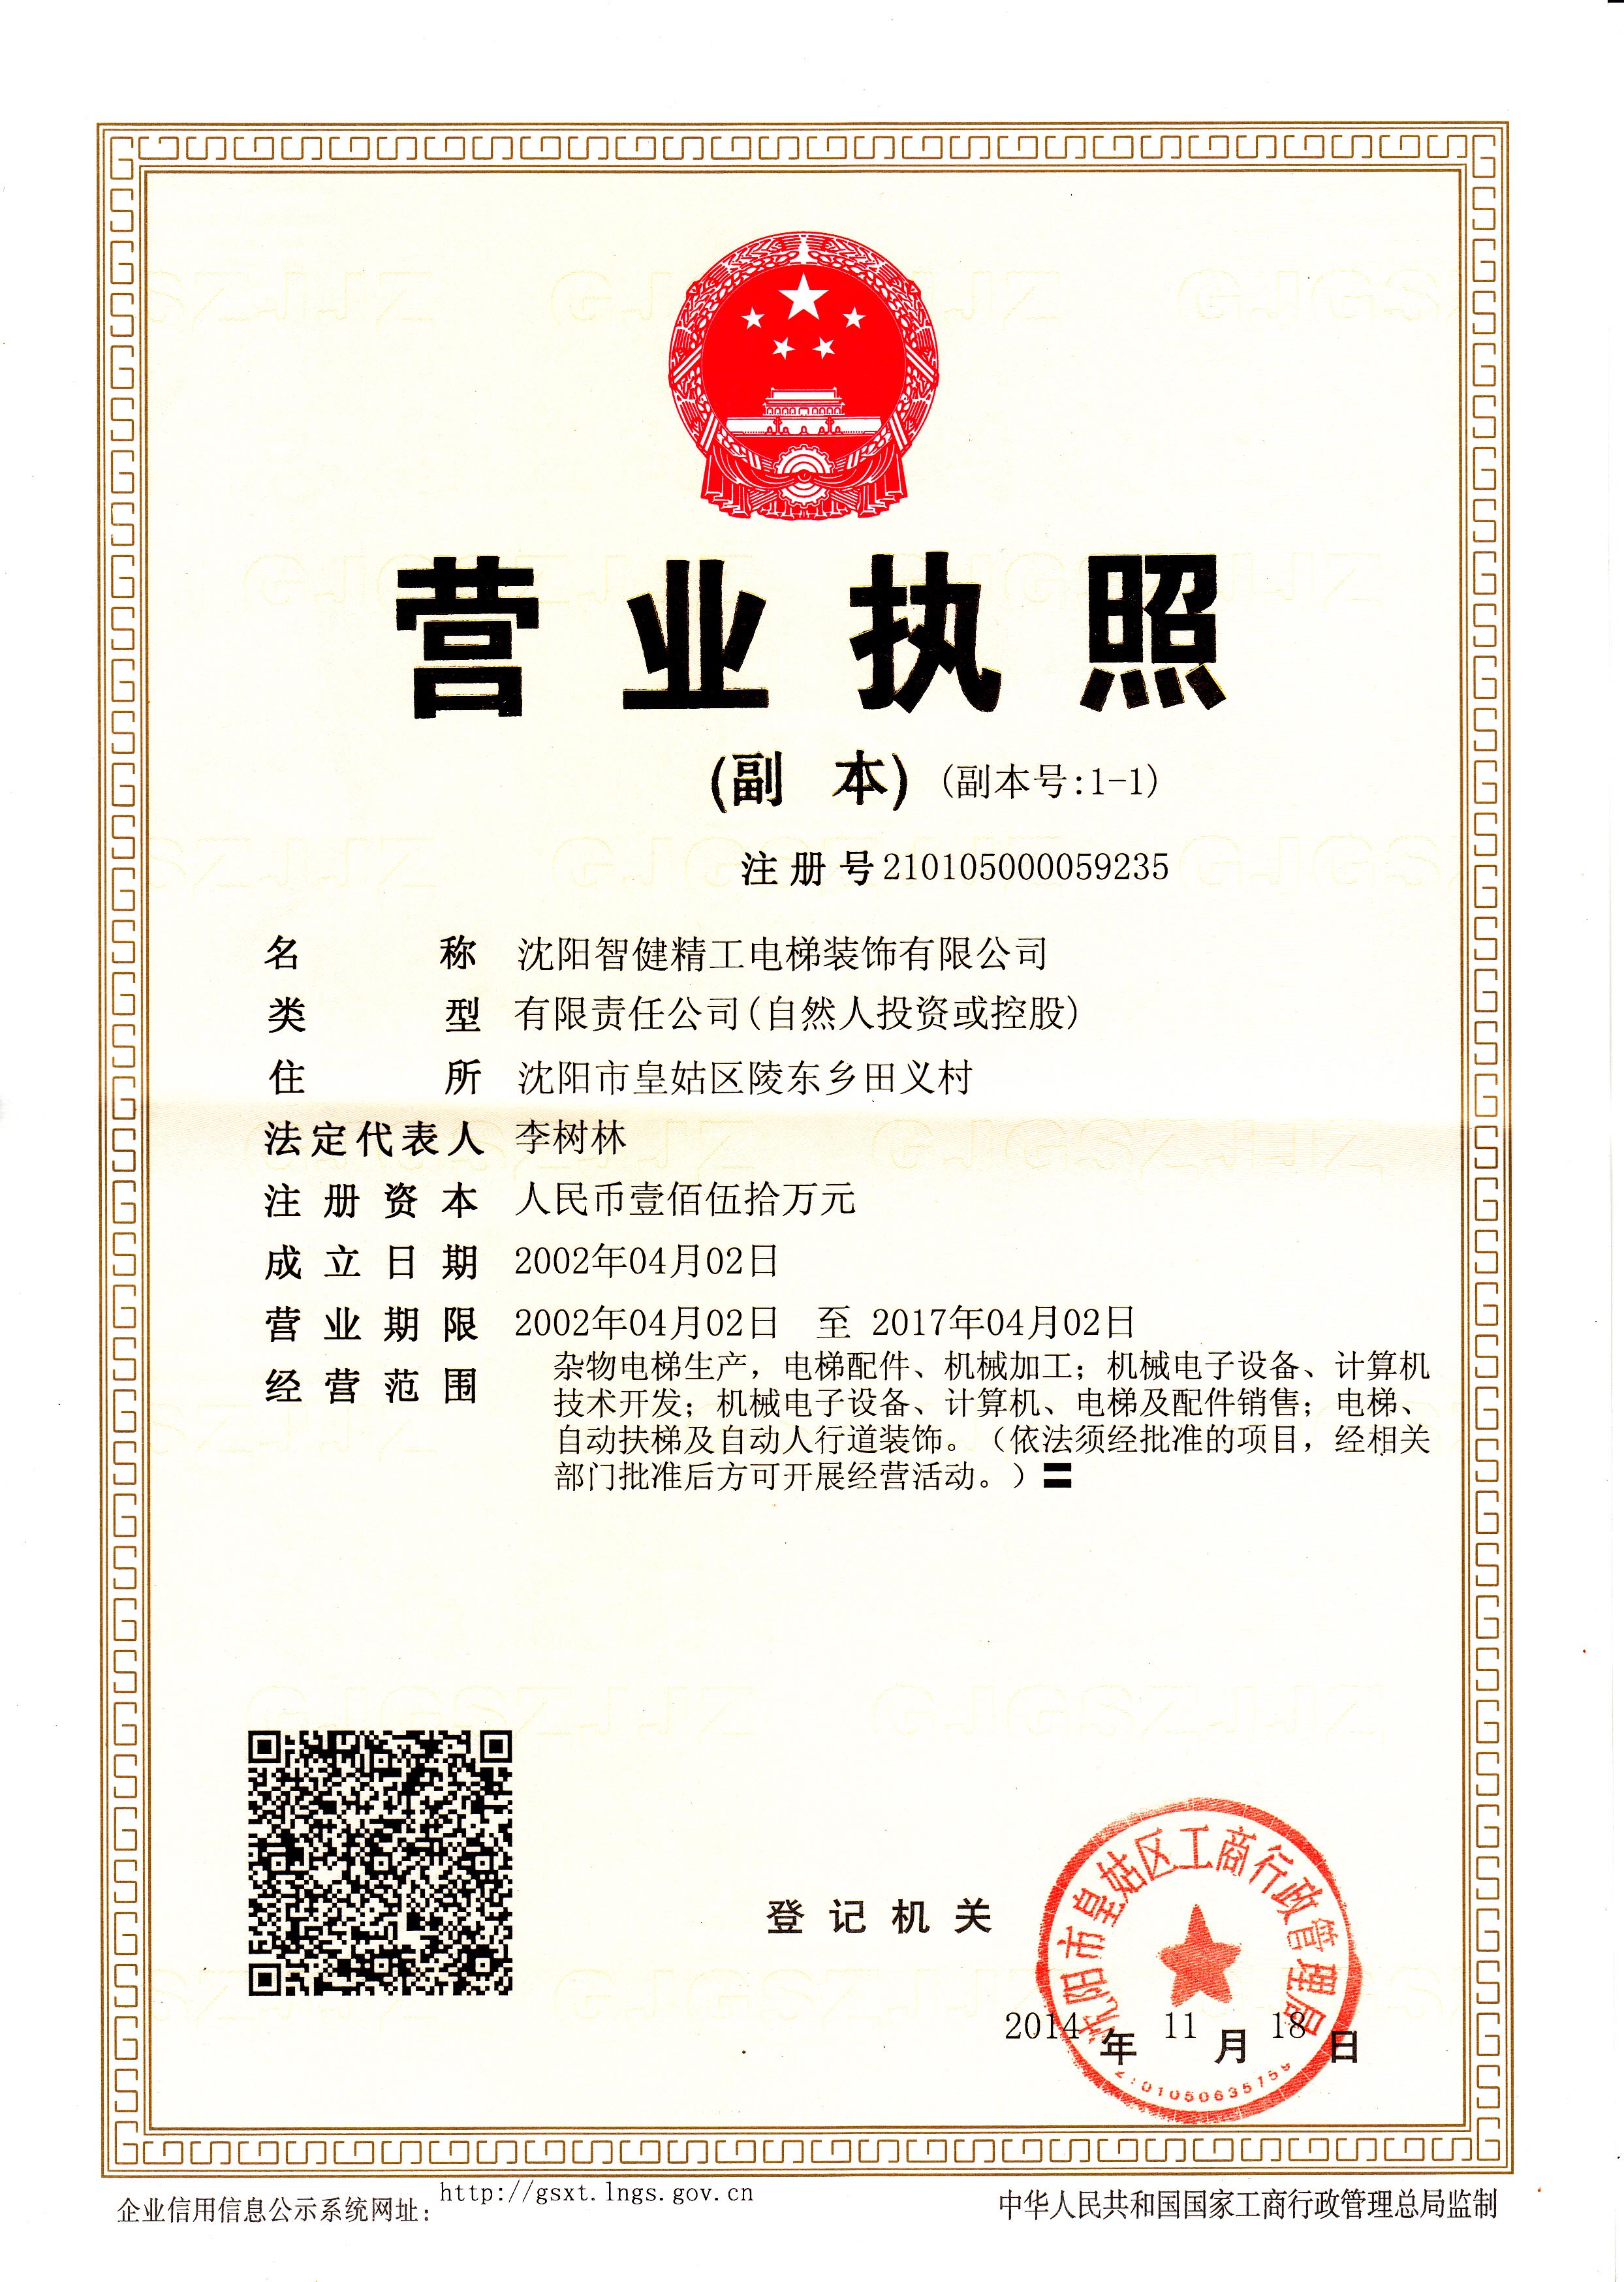 营业执照
(副 本) (副本号:1-1)
注册号210105000059235
名称 沈阳智健精工电梯装饰有限公司
类型 有限责任公司(自然人投资或控股)
住所 沈阳市皇姑区陵东乡田义村
法定代表人 李树林
注册资本 人民币壹佰伍拾万元
成立日期 2002年04月02日
营业期限 2002年04月02日 至 2017年04月02日
经营范围 杂物电梯生产，电梯配件、机械加工；机械电子设备、计算机
技术开发；机械电子设备、计算机、电梯及配件销售；电梯、
自动扶梯及自动人行道装饰。（依法须经批准的项目，经相关
部门批准后方可开展经营活动。）
登记机关
沈阳市皇姑区工商行政管理局
2014年11月18日
企业信用信息公示系统网址: http://gsxt.lngs.gov.cn
中华人民共和国国家工商行政管理总局监制